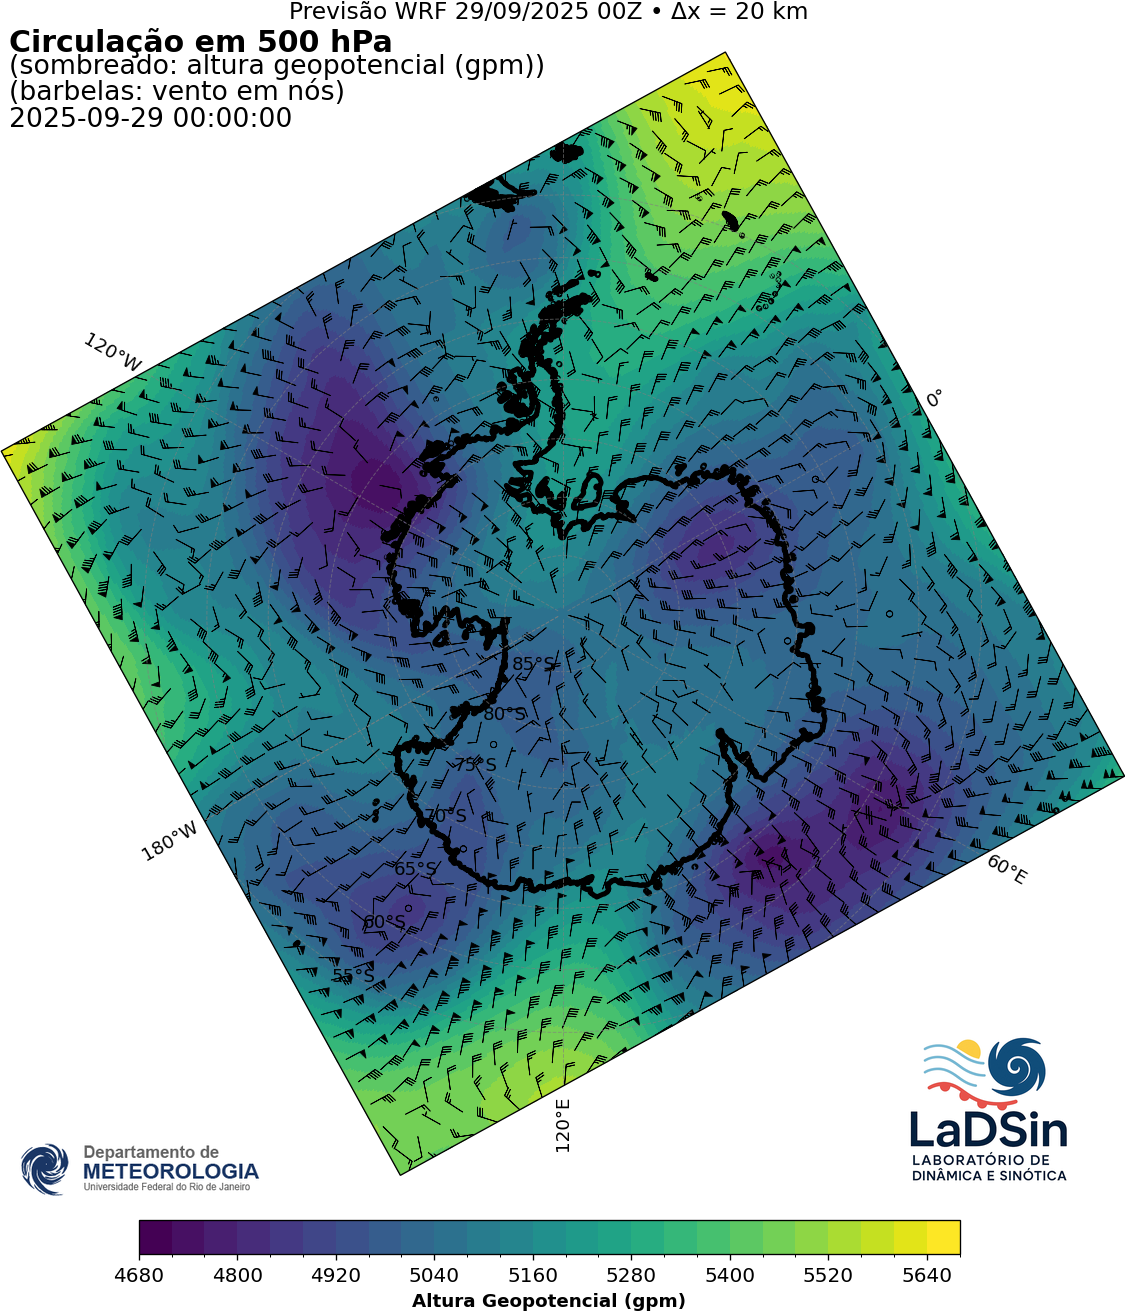 Previsão WRF 29/09/2025 00Z • Δx = 20 km
Circulação em 500 hPa
(sombreado: altura geopotencial (gpm))
(barbelas: vento em nós)
2025-09-29 00:00:00
120°W
0°
85°S
80°S
75°S
70°S
180°W
65°S
60°E
60°S
55°S
120°E
LaDSin
LABORATÓRIO DE
DINÂMICA E SINÓTICA
Departamento de
METEOROLOGIA
Universidade Federal do Rio de Janeiro
4680 4800 4920 5040 5160 5280 5400 5520 5640
Altura Geopotencial (gpm)